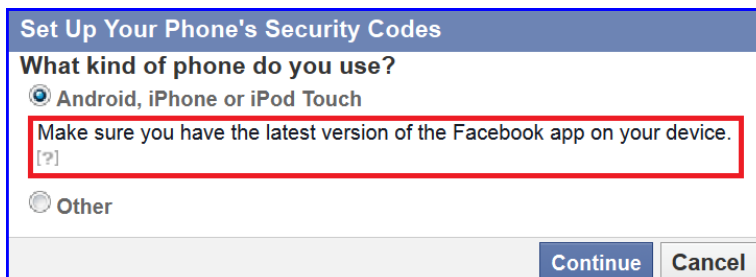 Set Up Your Phone's Security Codes
What kind of phone do you use?
Android, iPhone or iPod Touch
Make sure you have the latest version of the Facebook app on your device.
[?]
Other
Continue Cancel